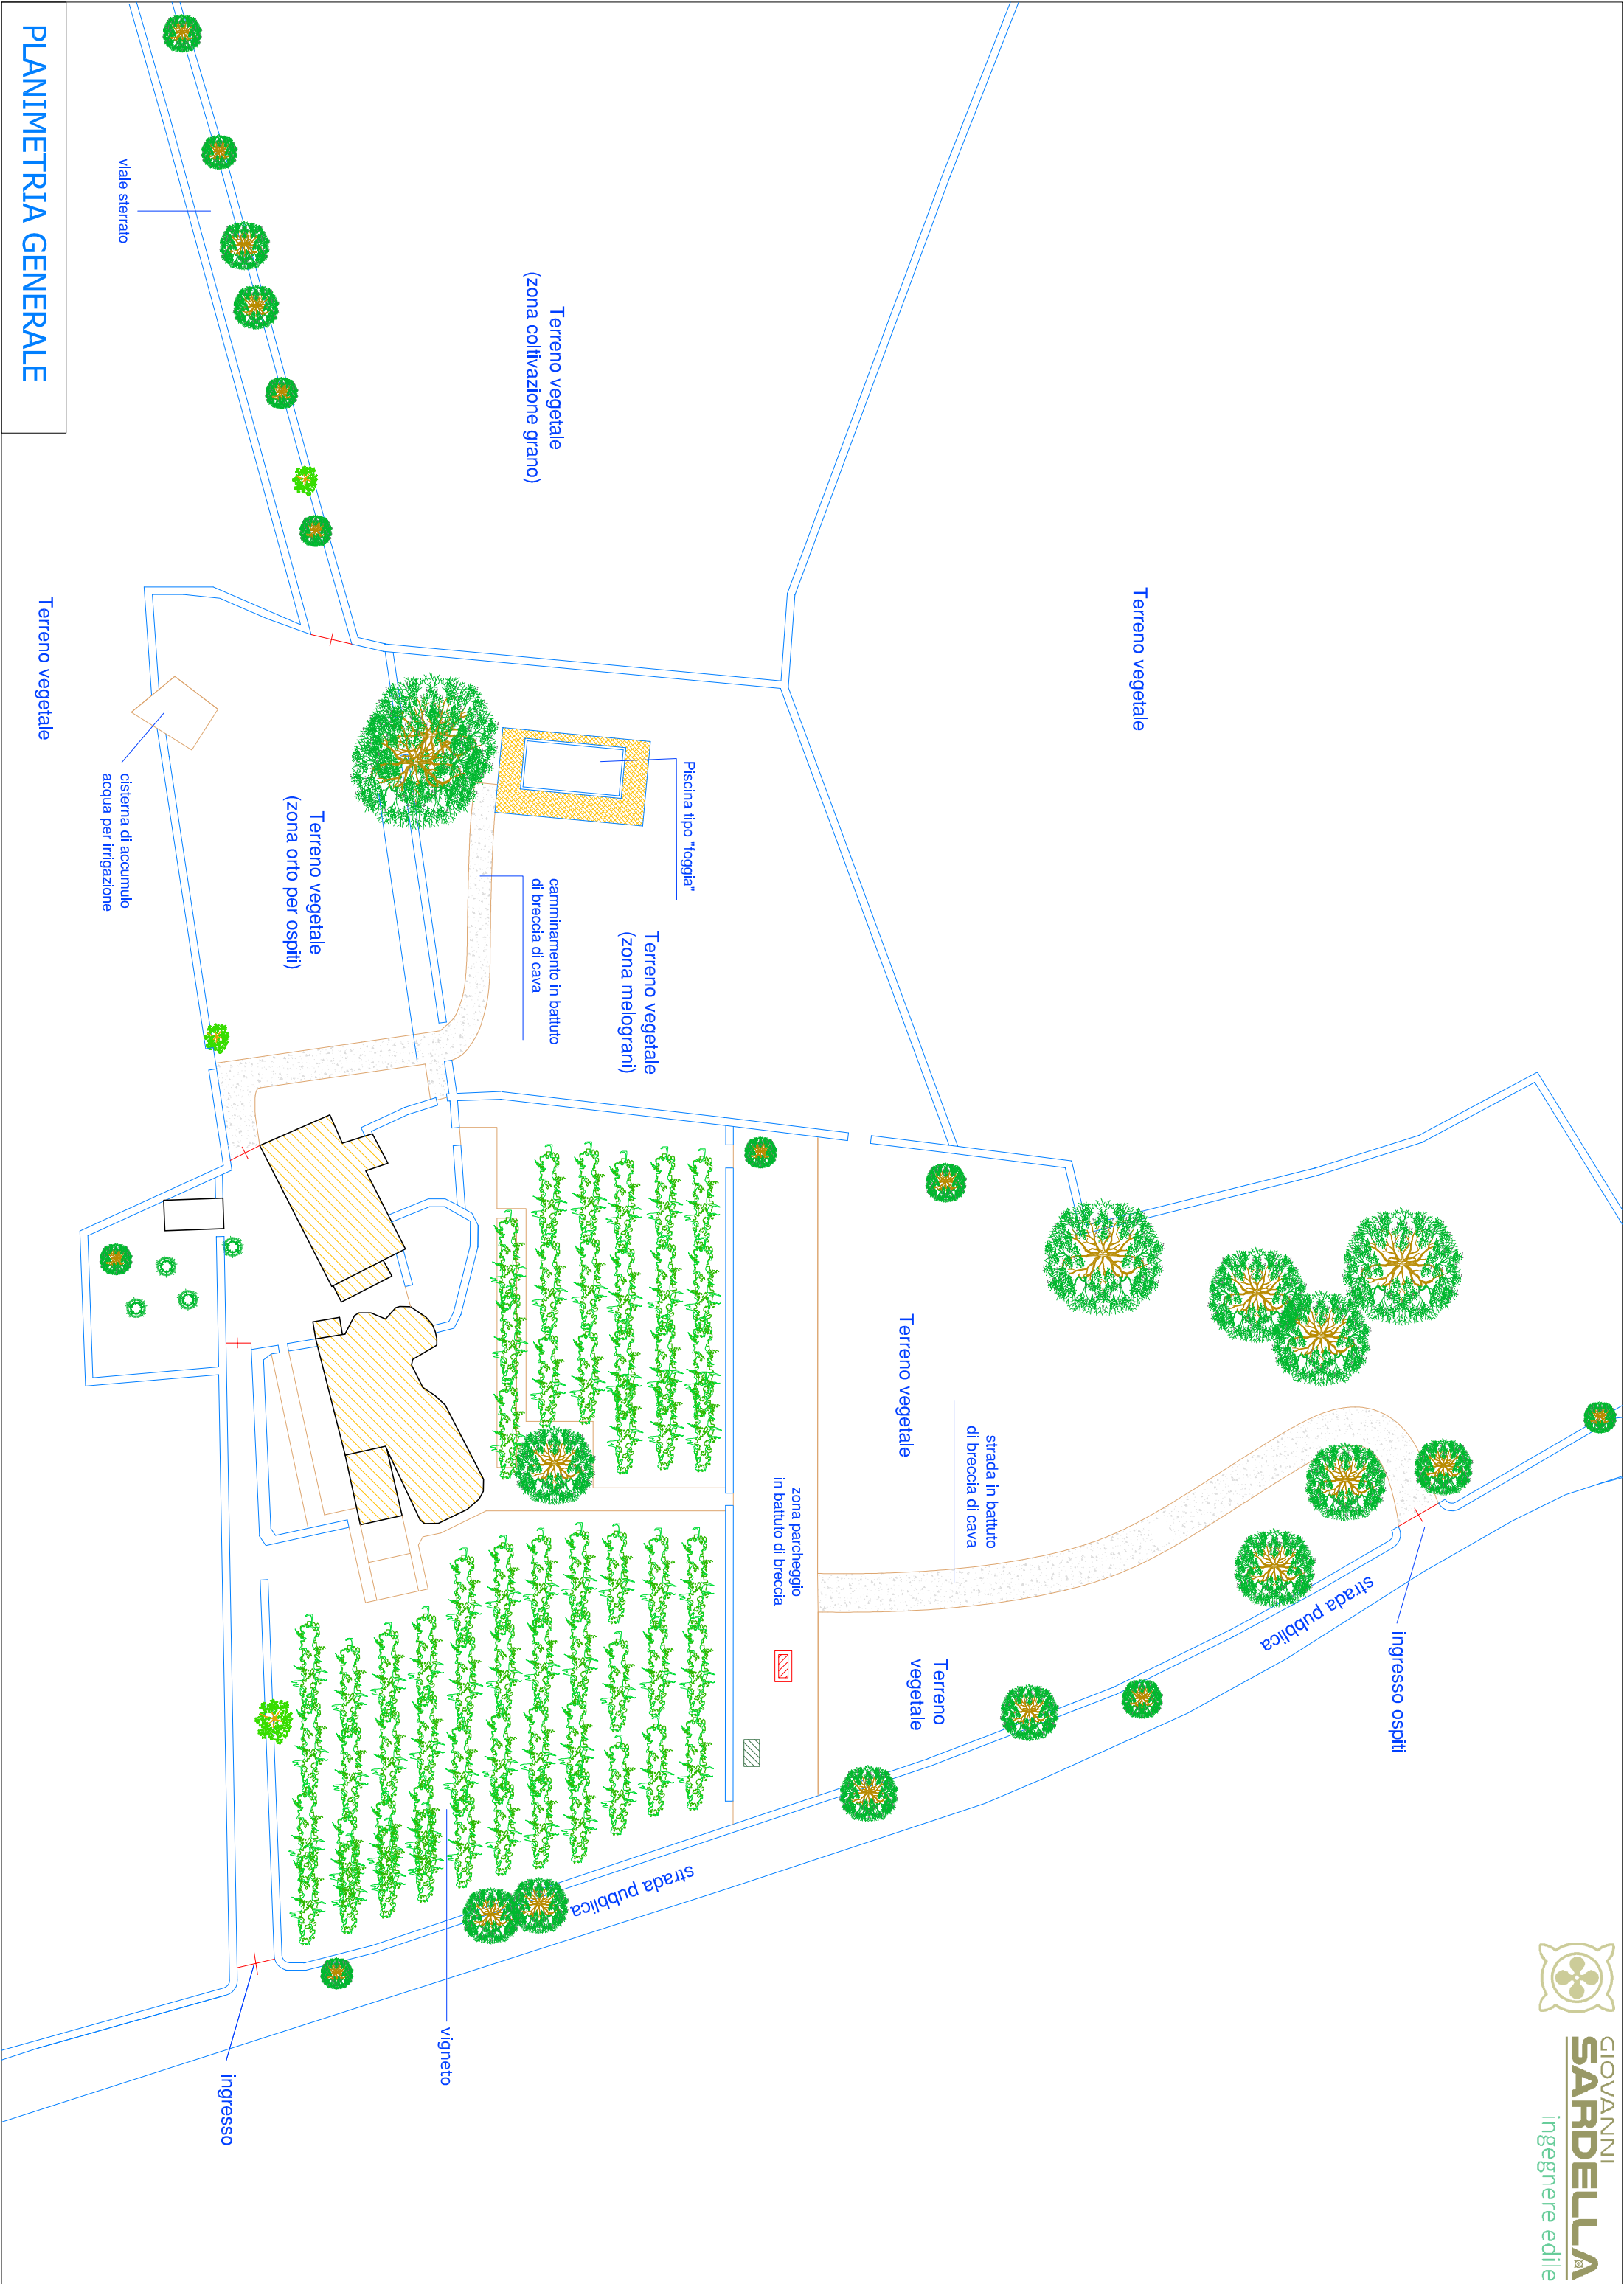 GIOVANNI
SARDELLA
ingegnere edile
Terreno vegetale
ingresso ospiti
strada pubblica
strada in battuto
di breccia di cava
Terreno
vegetale
Terreno vegetale
zona parcheggio
in battuto di breccia
Piscina tipo "foggia"
strada pubblica
Terreno vegetale
(zona melograni)
Terreno vegetale
(zona coltivazione grano)
camminamento in battuto
di breccia di cava
vigneto
Terreno vegetale
(zona orto per ospiti)
ingresso
viale sterrato
cisterna di accumulo
acqua per irrigazione
Terreno vegetale
PLANIMETRIA GENERALE